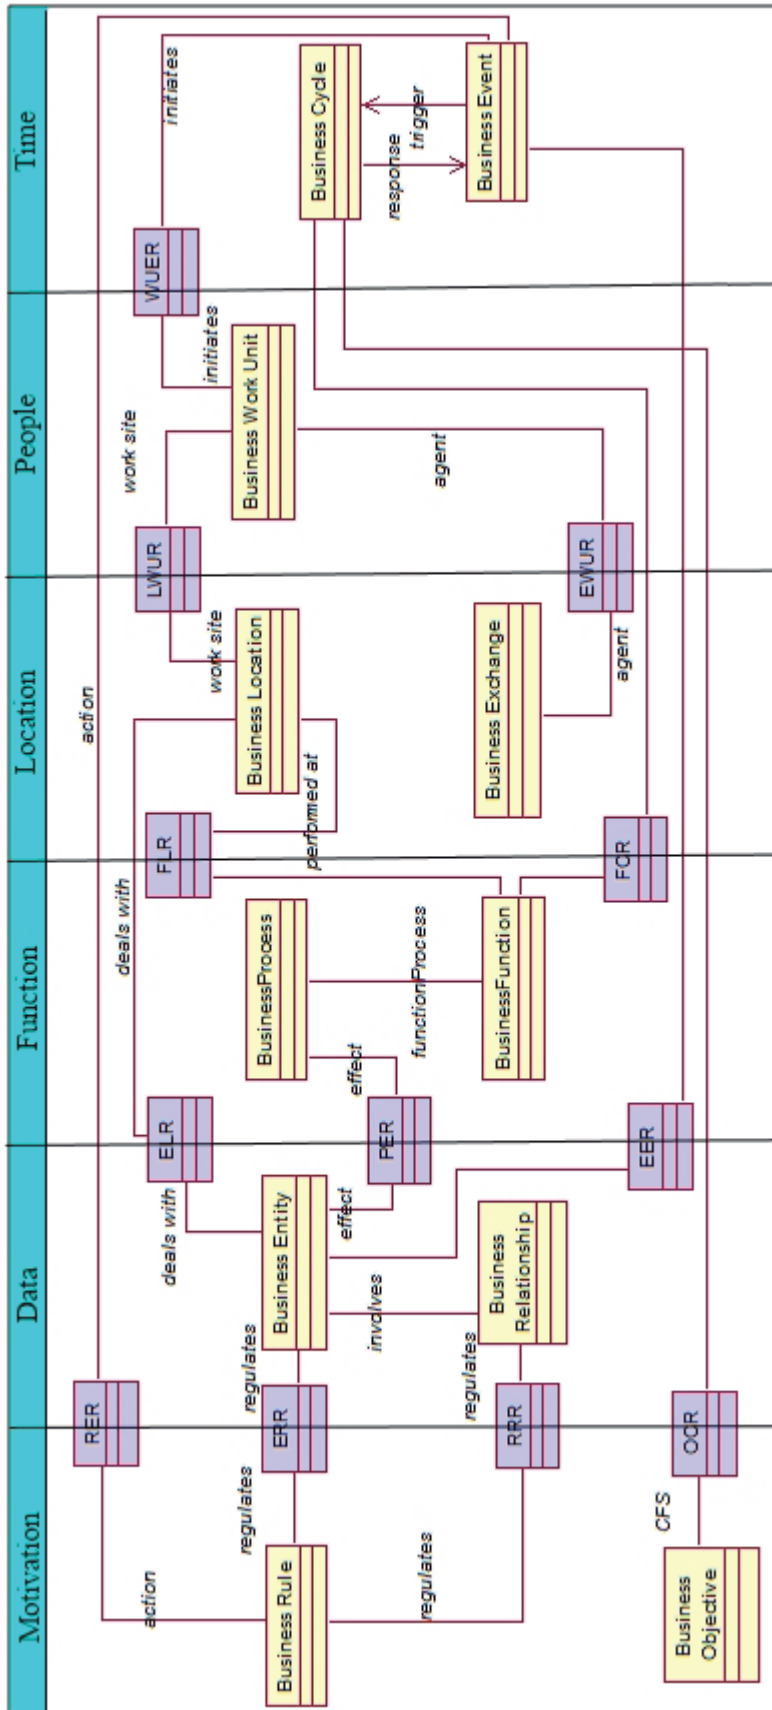 Motivation
Data
Function
Location
People
Time
RER
action
action
initiates
WUER
initiates
work site
LWUR
work site
deals with
ELR
deals with
FLR
performed at
Business Rule
regulates
ERR
regulates
Business Entity
effect
PER
effect
BusinessProcess
functionProcess
BusinessFunction
Business Location
Business Work Unit
Business Cycle
response
trigger
Business Event
agent
EWUR
agent
Business Exchange
FCR
involves
Business
Relationship
regulates
RRR
regulates
EER
OCR
CFS
Business
Objective